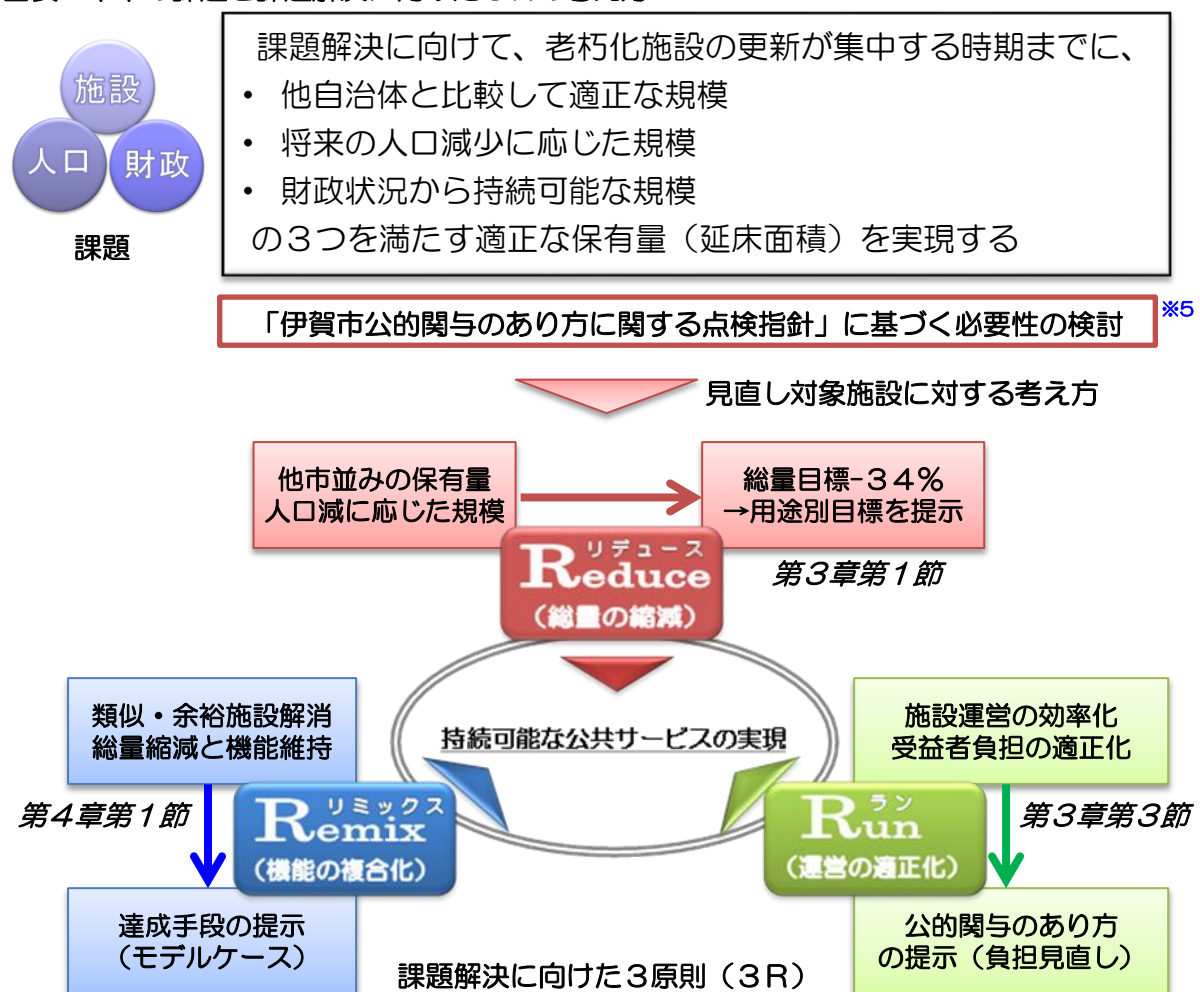 施設
人口
財政
課題
課題解決に向けて、老朽化施設の更新が集中する時期までに、
• 他自治体と比較して適正な規模
• 将来の人口減少に応じた規模
• 財政状況から持続可能な規模
の３つを満たす適正な保有量（延床面積）を実現する
「伊賀市公的関与のあり方に関する点検指針」に基づく必要性の検討
※5
見直し対象施設に対する考え方
他市並みの保有量
人口減に応じた規模
総量目標-３４％
→用途別目標を提示
リデュース
Reduce
（総量の縮減）
第３章第１節
類似・余裕施設解消
総量縮減と機能維持
持続可能な公共サービスの実現
施設運営の効率化
受益者負担の適正化
第４章第１節
リミックス
Remix
（機能の複合化）
ラン
Run
（運営の適正化）
第３章第３節
達成手段の提示
（モデルケース）
公的関与のあり方
の提示（負担見直し）
課題解決に向けた３原則（３Ｒ）